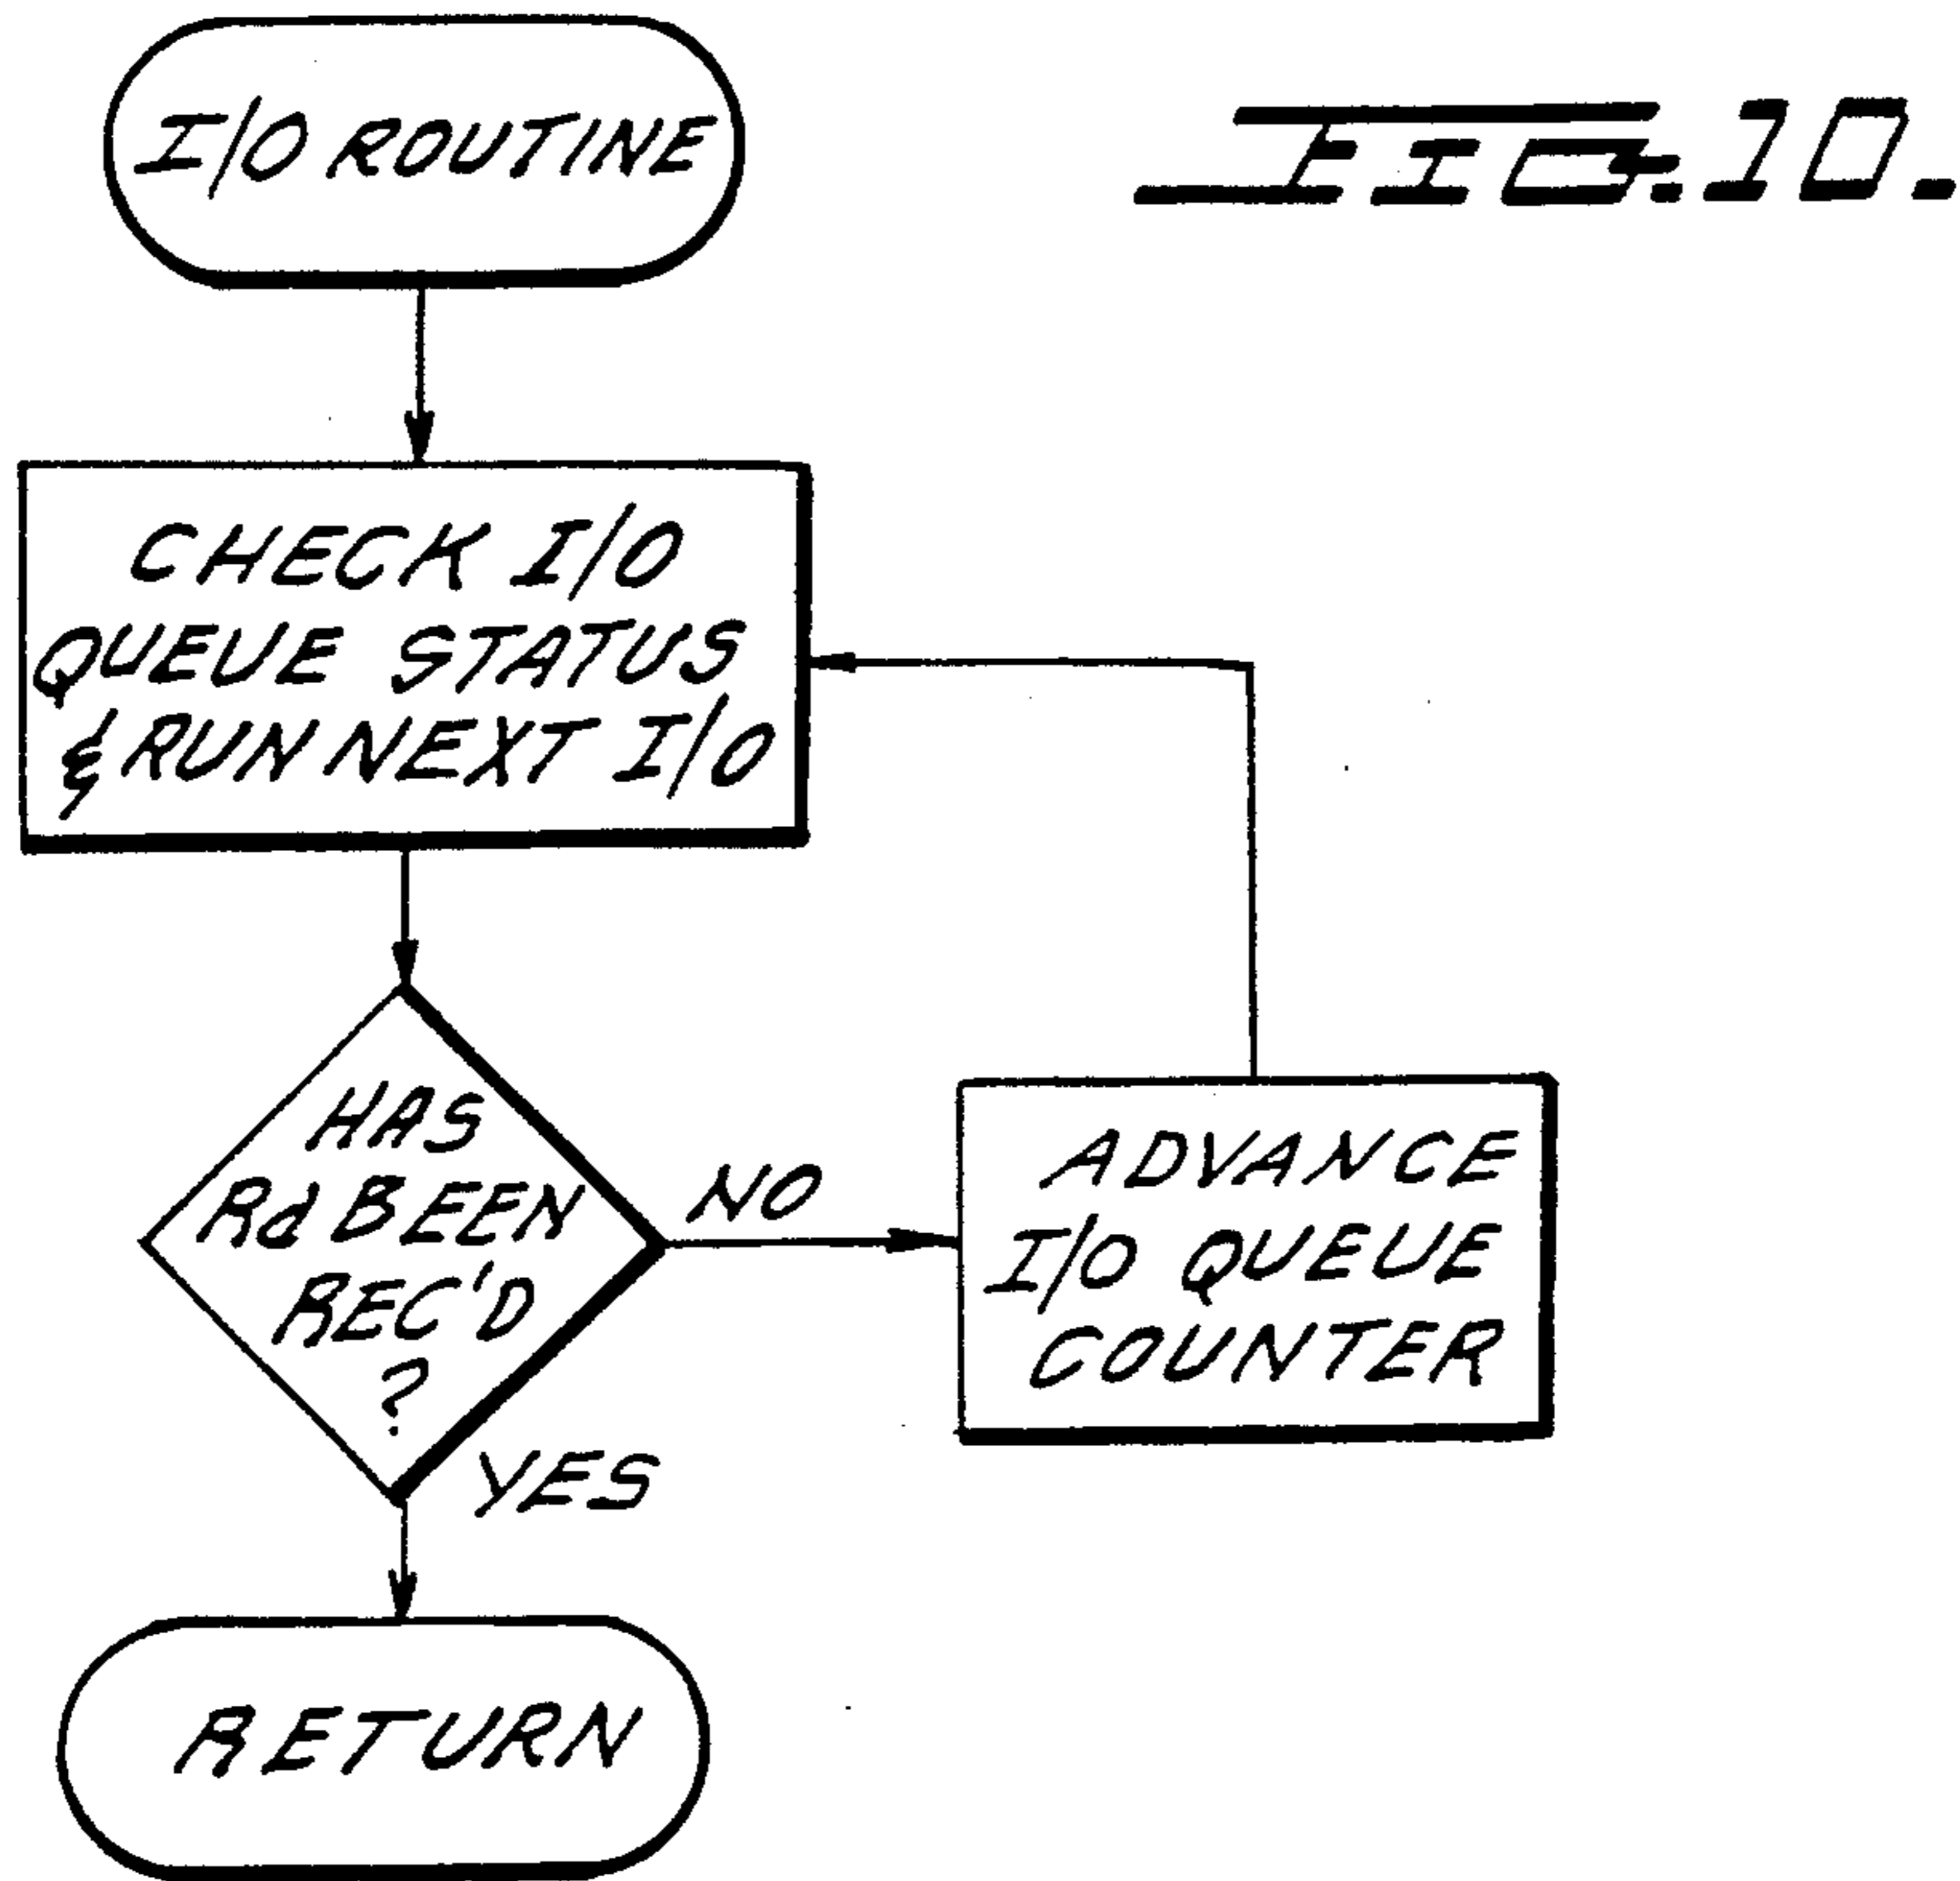 I/O ROUTINE
FIG. 10.
CHECK I/O
QUEUE STATUS
& RUN NEXT I/O
HAS
Rd BEEN
REC'D
?
NO
ADVANCE
I/O QUEUE
COUNTER
YES
RETURN